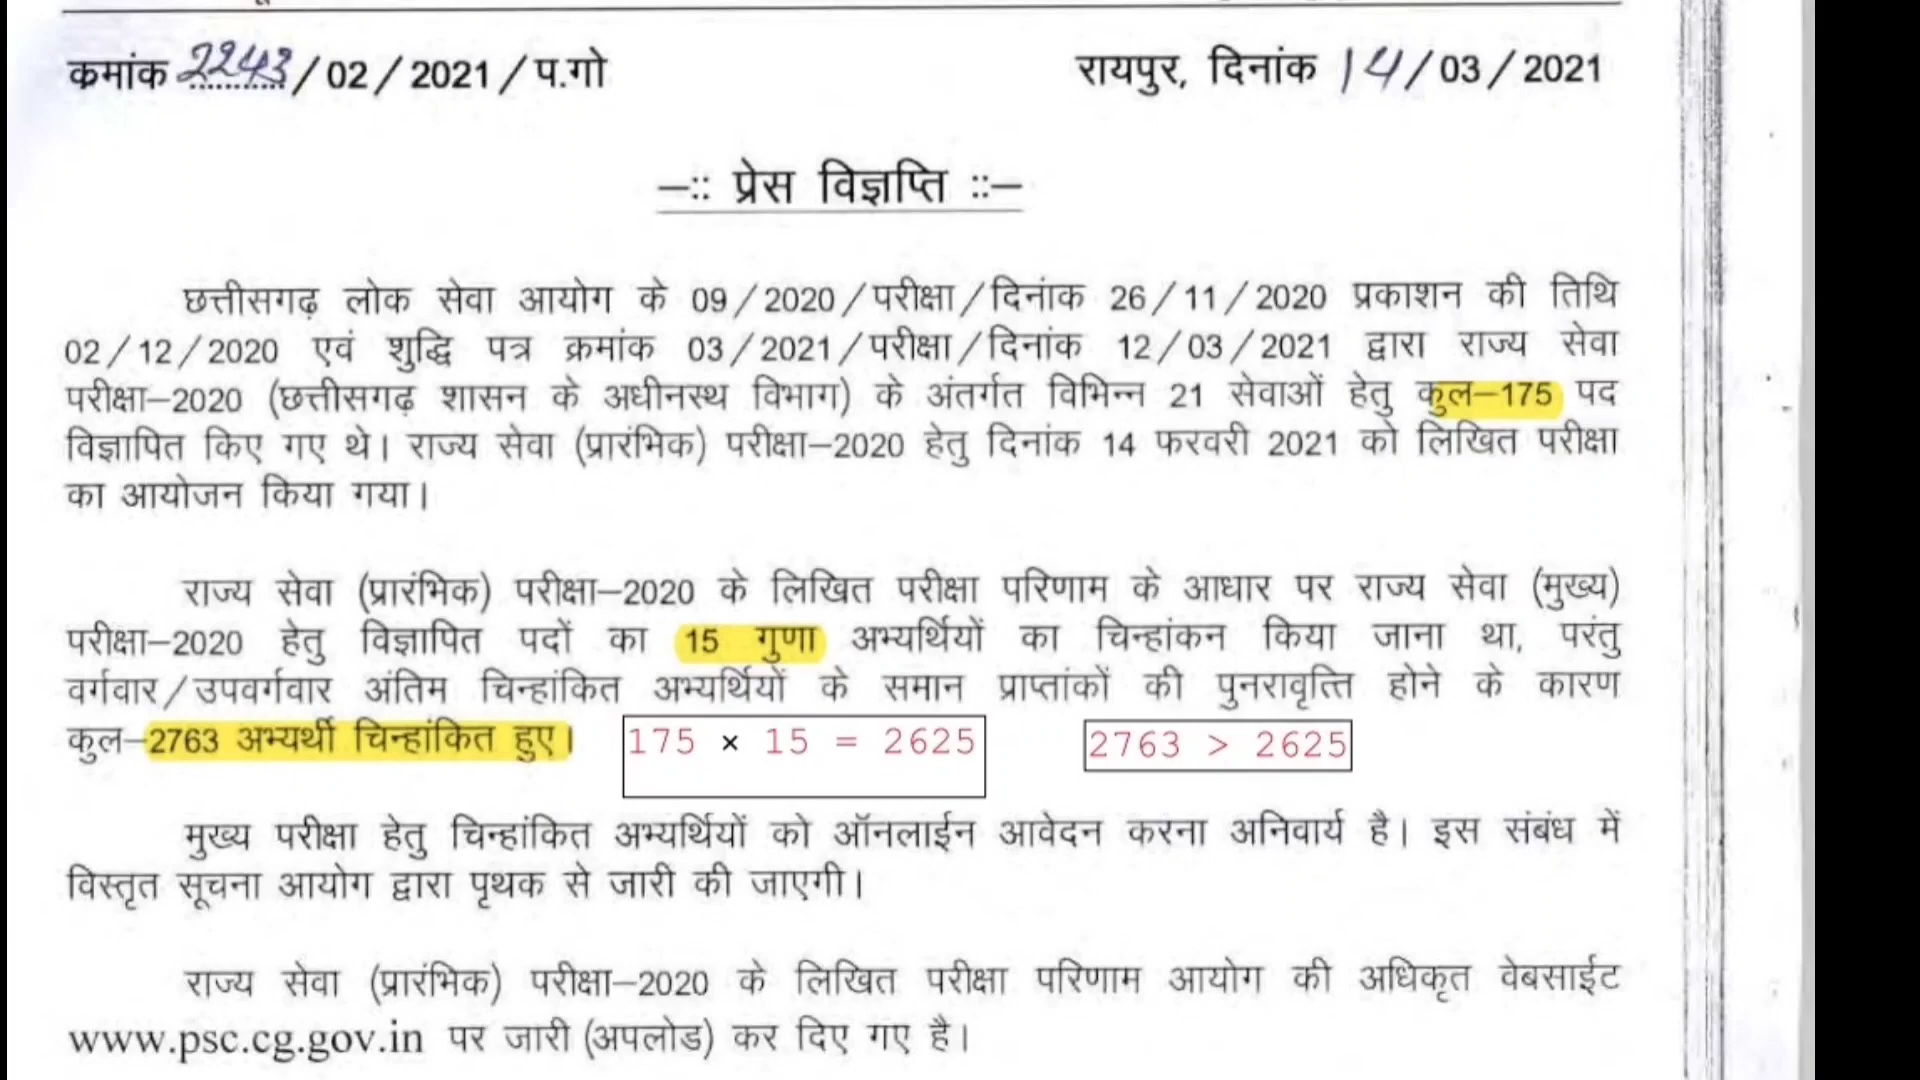 क्रमांक 2243/02/2021/प.गो रायपुर, दिनांक 14/03/2021
—:: प्रेस विज्ञप्ति ::—
छत्तीसगढ़ लोक सेवा आयोग के 09/2020/परीक्षा/दिनांक 26/11/2020 प्रकाशन की तिथि
02/12/2020 एवं शुद्धि पत्र क्रमांक 03/2021/परीक्षा/दिनांक 12/03/2021 द्वारा राज्य सेवा
परीक्षा–2020 (छत्तीसगढ़ शासन के अधीनस्थ विभाग) के अंतर्गत विभिन्न 21 सेवाओं हेतु कुल–175 पद
विज्ञापित किए गए थे। राज्य सेवा (प्रारंभिक) परीक्षा–2020 हेतु दिनांक 14 फरवरी 2021 को लिखित परीक्षा
का आयोजन किया गया।
राज्य सेवा (प्रारंभिक) परीक्षा–2020 के लिखित परीक्षा परिणाम के आधार पर राज्य सेवा (मुख्य)
परीक्षा–2020 हेतु विज्ञापित पदों का 15 गुणा अभ्यर्थियों का चिन्हांकन किया जाना था, परंतु
वर्गवार/उपवर्गवार अंतिम चिन्हांकित अभ्यर्थियों के समान प्राप्तांकों की पुनरावृत्ति होने के कारण
कुल–2763 अभ्यर्थी चिन्हांकित हुए। 175 × 15 = 2625 2763 > 2625
मुख्य परीक्षा हेतु चिन्हांकित अभ्यर्थियों को ऑनलाईन आवेदन करना अनिवार्य है। इस संबंध में
विस्तृत सूचना आयोग द्वारा पृथक से जारी की जाएगी।
राज्य सेवा (प्रारंभिक) परीक्षा–2020 के लिखित परीक्षा परिणाम आयोग की अधिकृत वेबसाईट
www.psc.cg.gov.in पर जारी (अपलोड) कर दिए गए है।